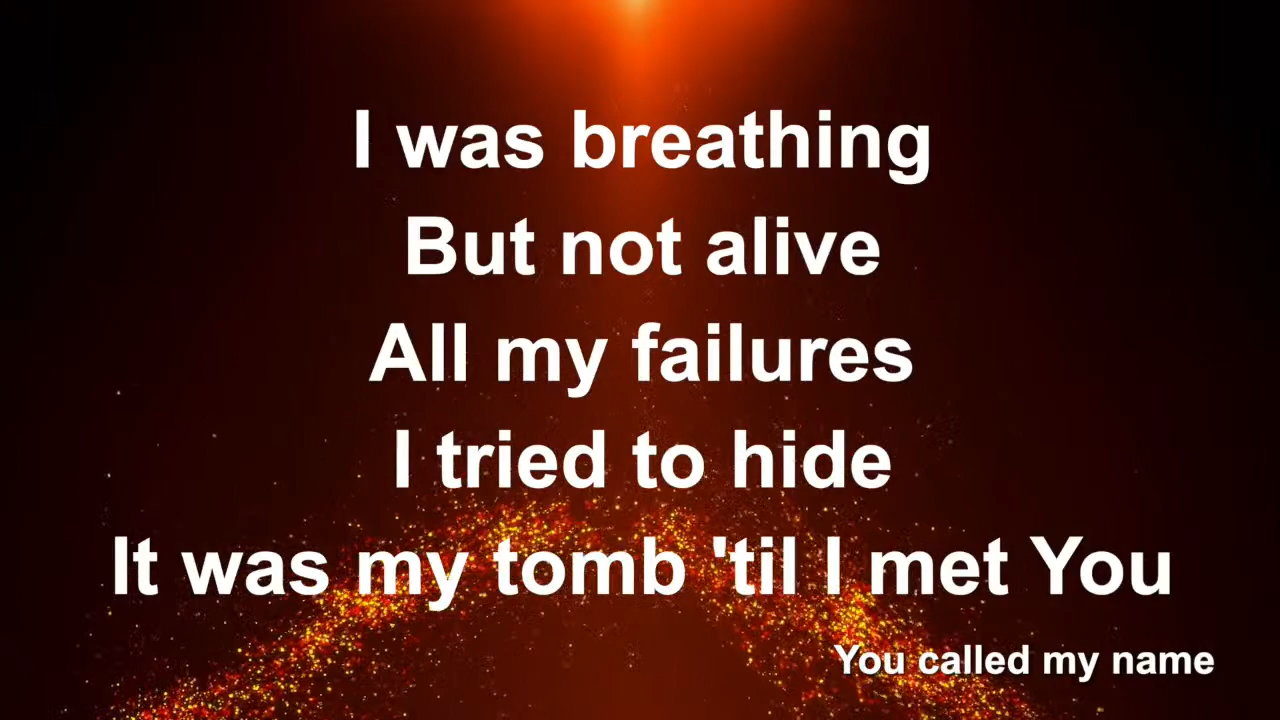 I was breathing
But not alive
All my failures
I tried to hide
It was my tomb 'til I met You
You called my name